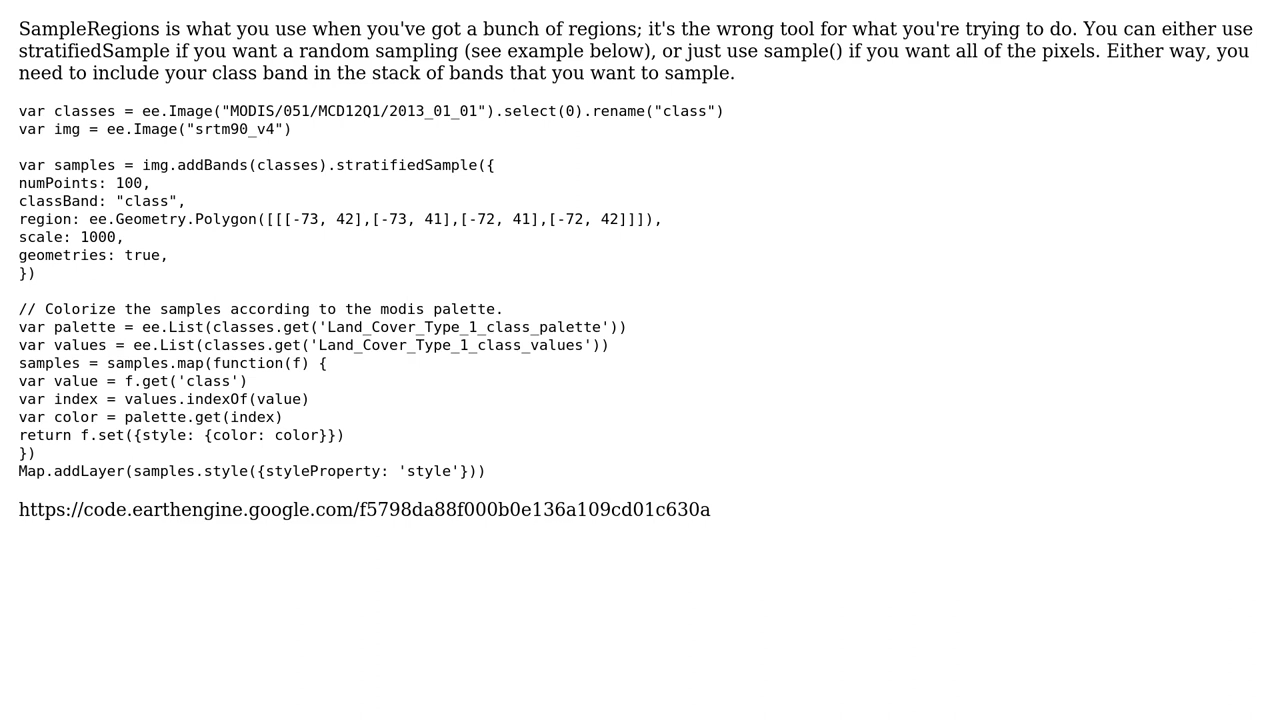 SampleRegions is what you use when you've got a bunch of regions; it's the wrong tool for what you're trying to do. You can either use
stratifiedSample if you want a random sampling (see example below), or just use sample() if you want all of the pixels. Either way, you
need to include your class band in the stack of bands that you want to sample.
var classes = ee.Image("MODIS/051/MCD12Q1/2013_01_01").select(0).rename("class")
var img = ee.Image("srtm90_v4")
var samples = img.addBands(classes).stratifiedSample({
numPoints: 100,
classBand: "class",
region: ee.Geometry.Polygon([[[-73, 42],[-73, 41],[-72, 41],[-72, 42]]]),
scale: 1000,
geometries: true,
})
// Colorize the samples according to the modis palette.
var palette = ee.List(classes.get('Land_Cover_Type_1_class_palette'))
var values = ee.List(classes.get('Land_Cover_Type_1_class_values'))
samples = samples.map(function(f) {
var value = f.get('class')
var index = values.indexOf(value)
var color = palette.get(index)
return f.set({style: {color: color}})
})
Map.addLayer(samples.style({styleProperty: 'style'}))
https://code.earthengine.google.com/f5798da88f000b0e136a109cd01c630a